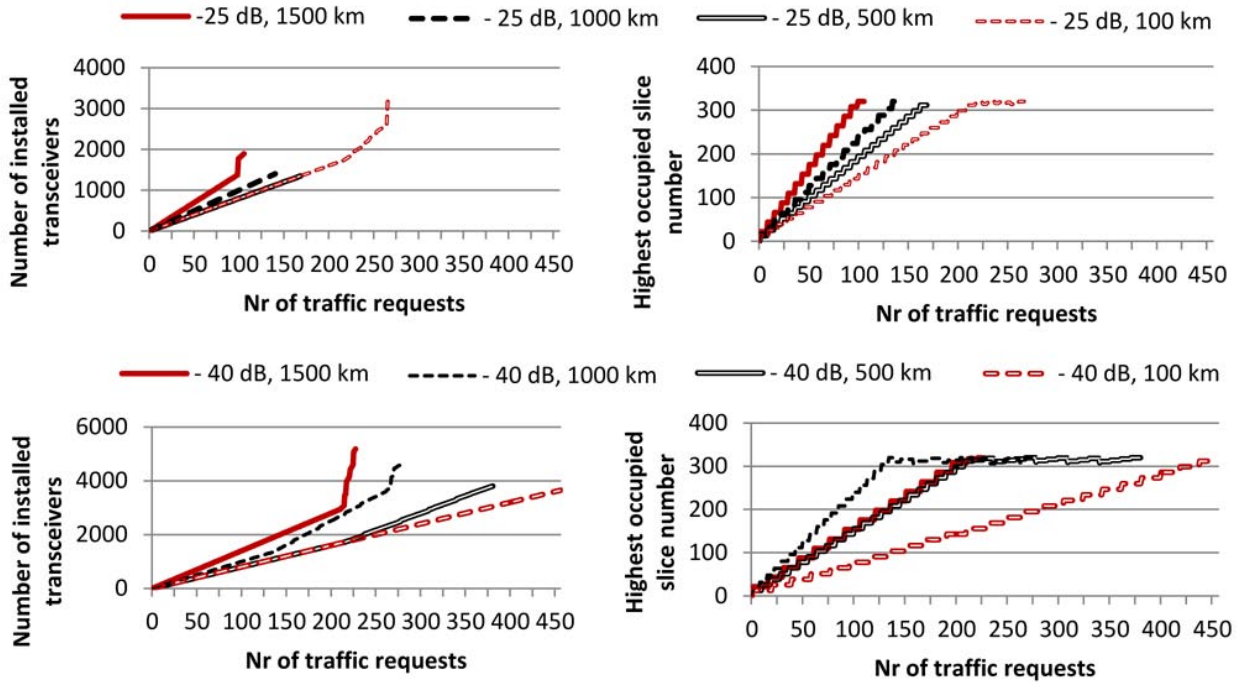 -25 dB, 1500 km - 25 dB, 1000 km - 25 dB, 500 km - 25 dB, 100 km
Number of installed
transceivers
4000
3000
2000
1000
0
0 50 100 150 200 250 300 350 400 450
Nr of traffic requests
Highest occupied slice
number
400
300
200
100
0
0 50 100 150 200 250 300 350 400 450
Nr of traffic requests
- 40 dB, 1500 km - 40 dB, 1000 km - 40 dB, 500 km - 40 dB, 100 km
Number of installed
transceivers
6000
4000
2000
0
0 50 100 150 200 250 300 350 400 450
Nr of traffic requests
Highest occupied
slice number
400
300
200
100
0
0 50 100 150 200 250 300 350 400 450
Nr of traffic requests